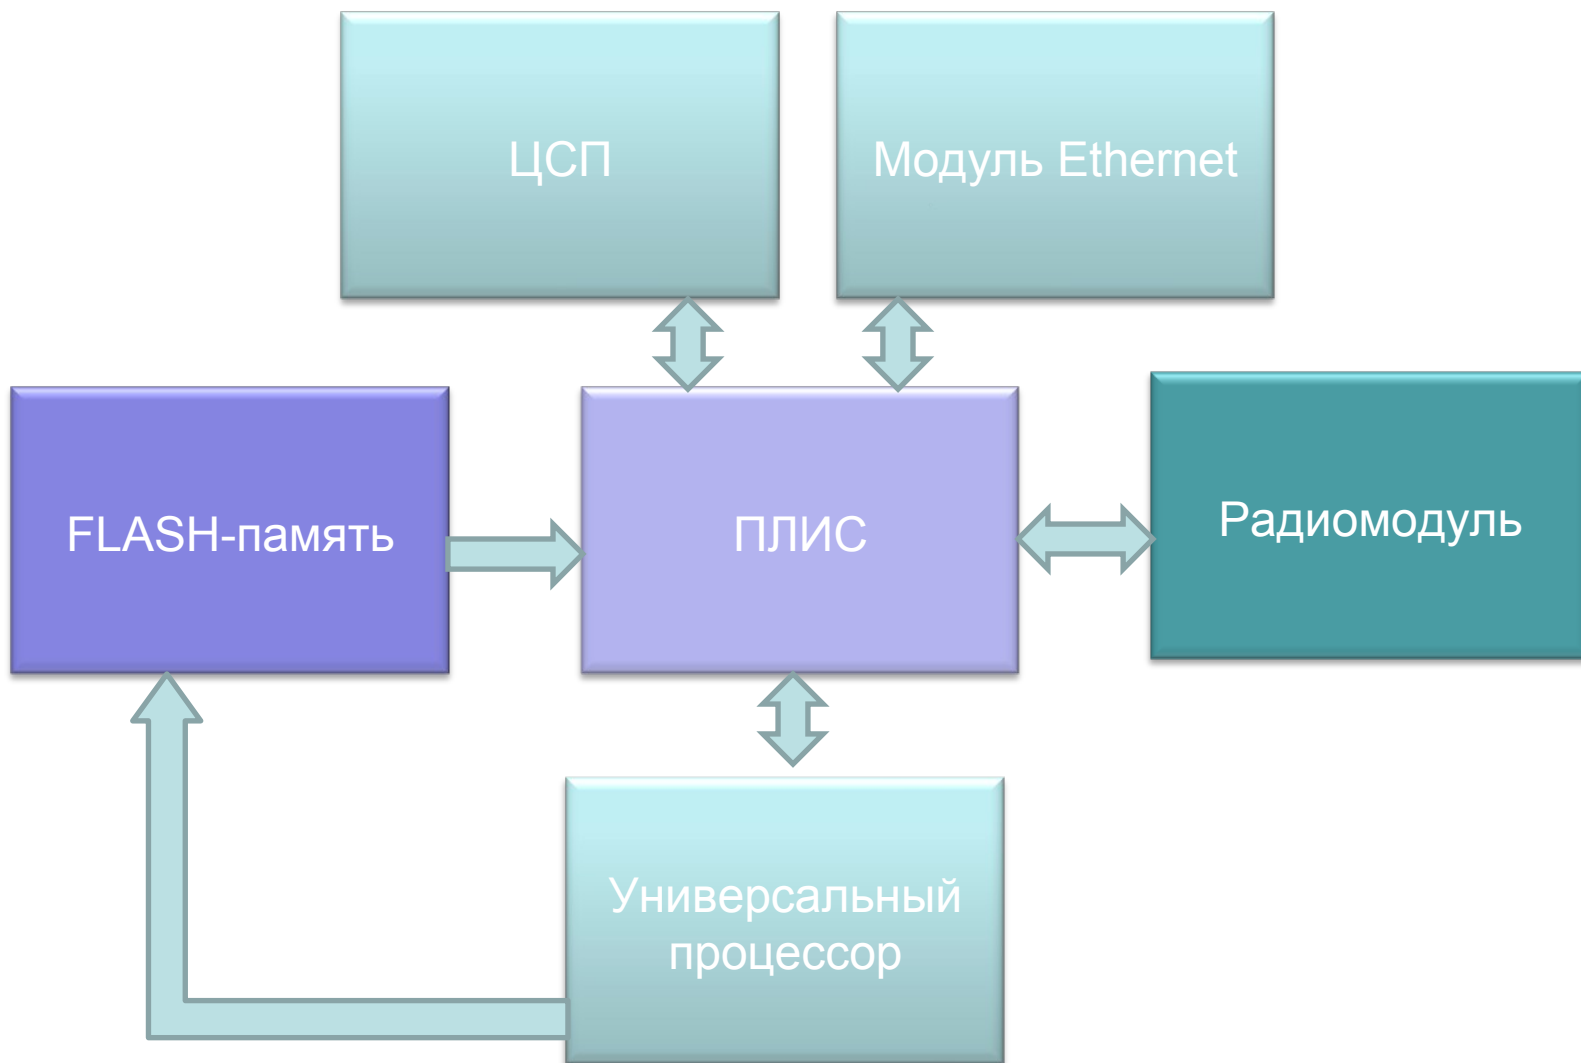 ЦСП
Модуль Ethernet
FLASH-память
ПЛИС
Радиомодуль
Универсальный
процессор